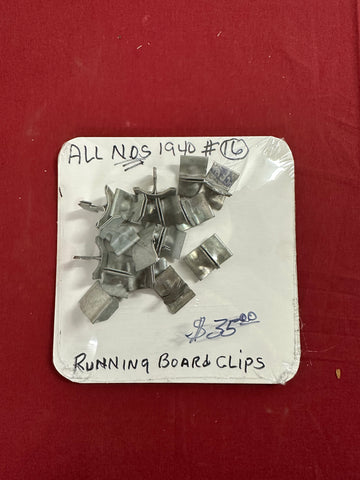 ALL NOS 1940 #16
$35.00
RUNNING BOARD CLIPS